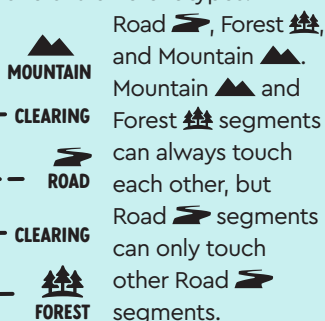 Road, Forest,
and Mountain.
Mountain and
Forest segments
can always touch
each other, but
Road segments
can only touch
other Road
segments.
MOUNTAIN
CLEARING
ROAD
CLEARING
FOREST